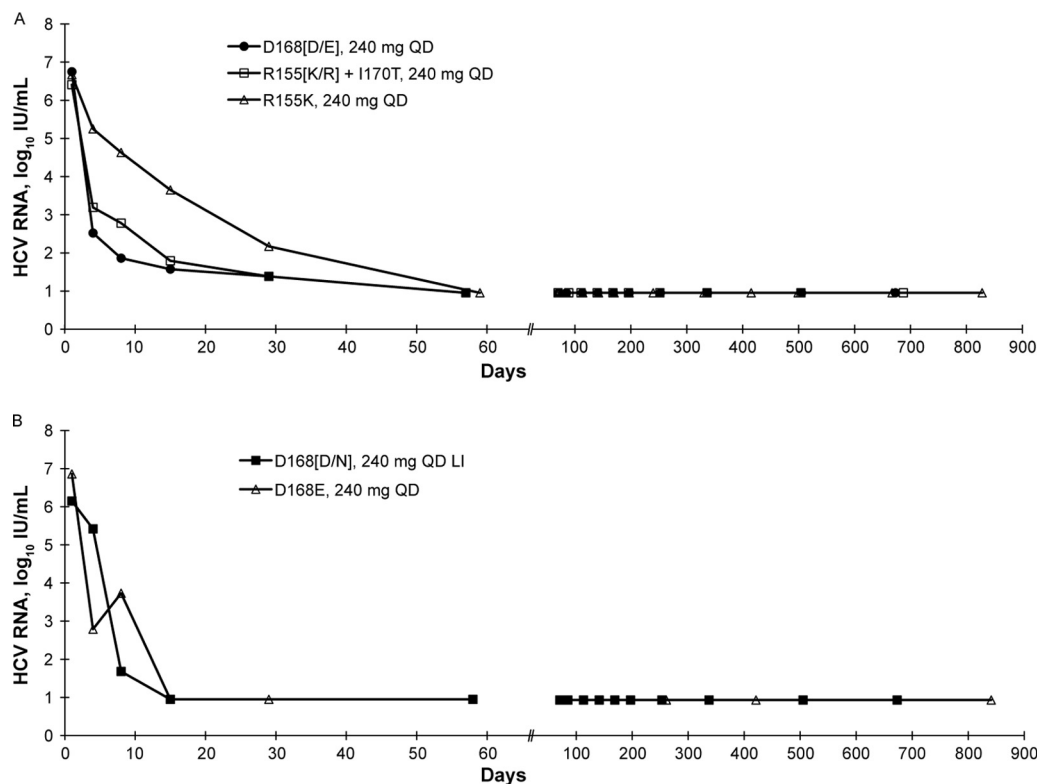 A
8
7
6
5
4
3
2
1
0
HCV RNA, log₁₀ IU/mL
D168[D/E], 240 mg QD
R155[K/R] + I170T, 240 mg QD
R155K, 240 mg QD
0 10 20 30 40 50 60 // 100 200 300 400 500 600 700 800 900
Days
B
8
7
6
5
4
3
2
1
0
HCV RNA, log₁₀ IU/mL
D168[D/N], 240 mg QD LI
D168E, 240 mg QD
0 10 20 30 40 50 60 // 100 200 300 400 500 600 700 800 900
Days